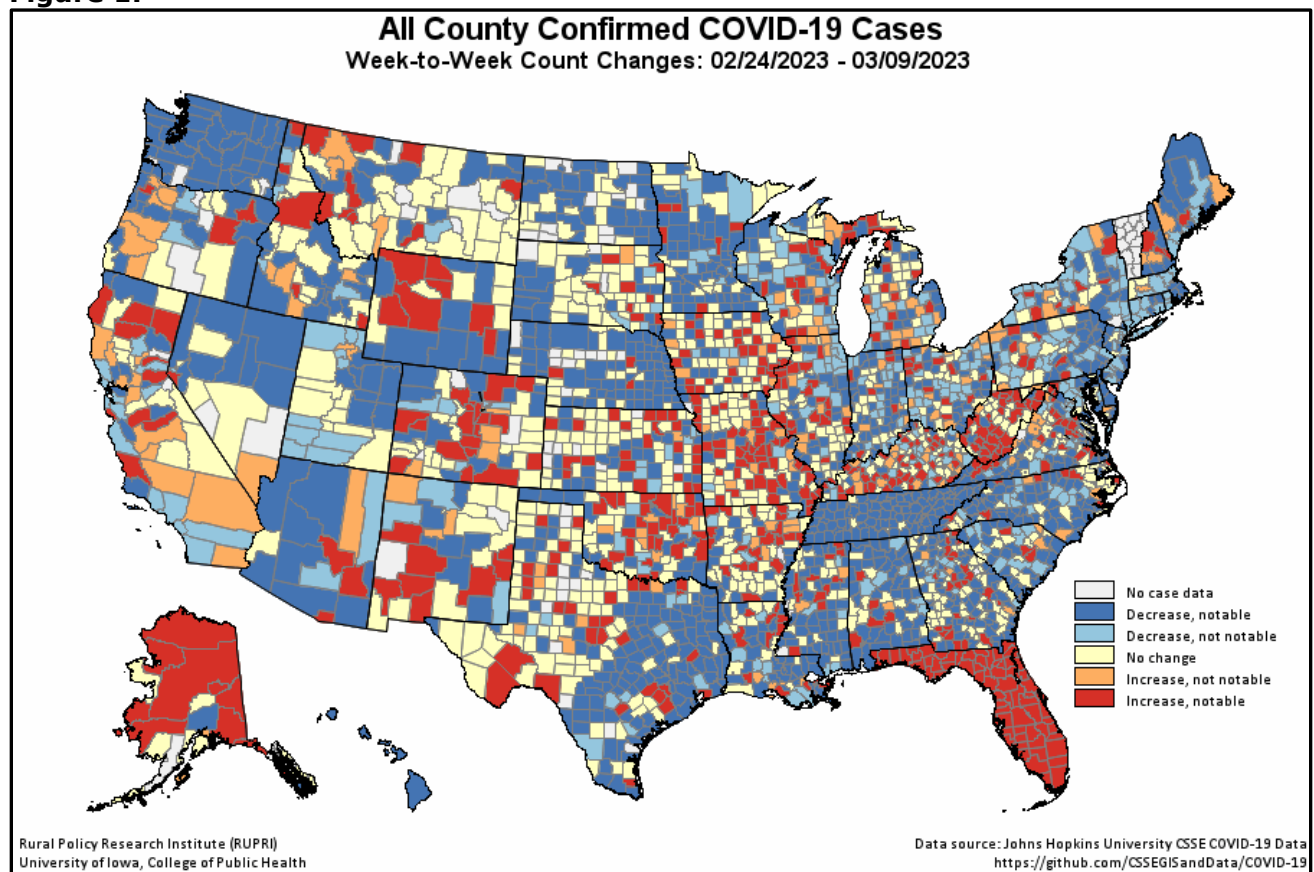 All County Confirmed COVID-19 Cases
Week-to-Week Count Changes: 02/24/2023 - 03/09/2023
No case data
Decrease, notable
Decrease, not notable
No change
Increase, not notable
Increase, notable
Rural Policy Research Institute (RUPRI)
University of Iowa, College of Public Health
Data source: Johns Hopkins University CSSE COVID-19 Data
https://github.com/CSSEGISandData/COVID-19